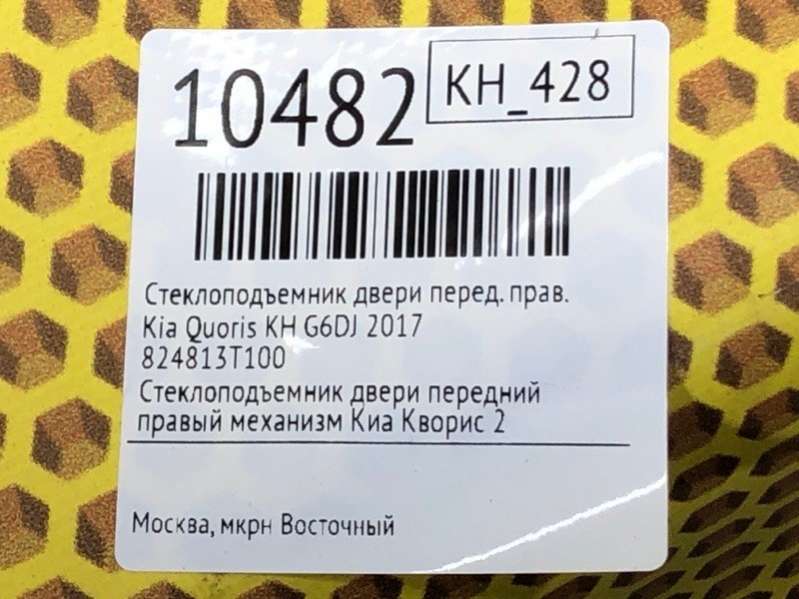 10482
KH_428
Стеклоподъемник двери перед. прав.
Kia Quoris KH G6DJ 2017
824813T100
Стеклоподъемник двери передний
правый механизм Киа Кворис 2
Москва, мкрн Восточный